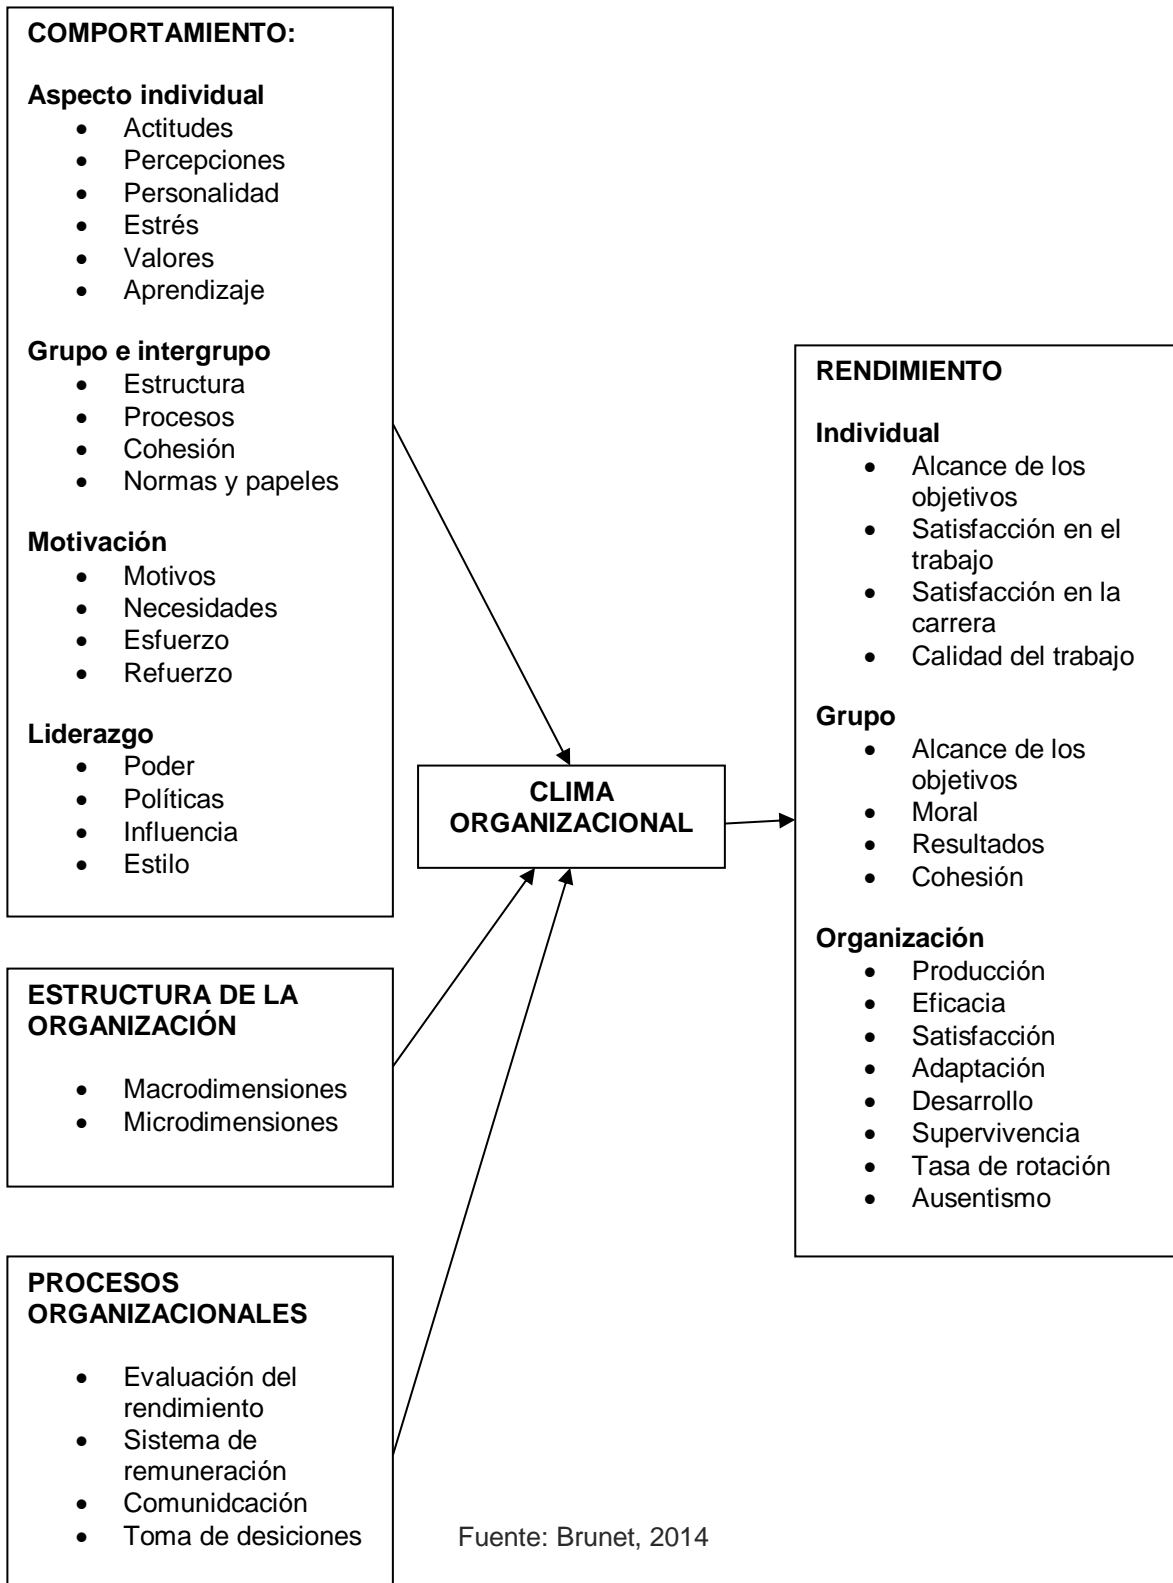 COMPORTAMIENTO:
Aspecto individual
• Actitudes
• Percepciones
• Personalidad
• Estrés
• Valores
• Aprendizaje
Grupo e intergrupo
• Estructura
• Procesos
• Cohesión
• Normas y papeles
Motivación
• Motivos
• Necesidades
• Esfuerzo
• Refuerzo
Liderazgo
• Poder
• Políticas
• Influencia
• Estilo
ESTRUCTURA DE LA
ORGANIZACIÓN
• Macrodimensiones
• Microdimensiones
PROCESOS
ORGANIZACIONALES
• Evaluación del
rendimiento
• Sistema de
remuneración
• Comunidcación
• Toma de desiciones
CLIMA
ORGANIZACIONAL
RENDIMIENTO
Individual
• Alcance de los
objetivos
• Satisfacción en el
trabajo
• Satisfacción en la
carrera
• Calidad del trabajo
Grupo
• Alcance de los
objetivos
• Moral
• Resultados
• Cohesión
Organización
• Producción
• Eficacia
• Satisfacción
• Adaptación
• Desarrollo
• Supervivencia
• Tasa de rotación
• Ausentismo
Fuente: Brunet, 2014